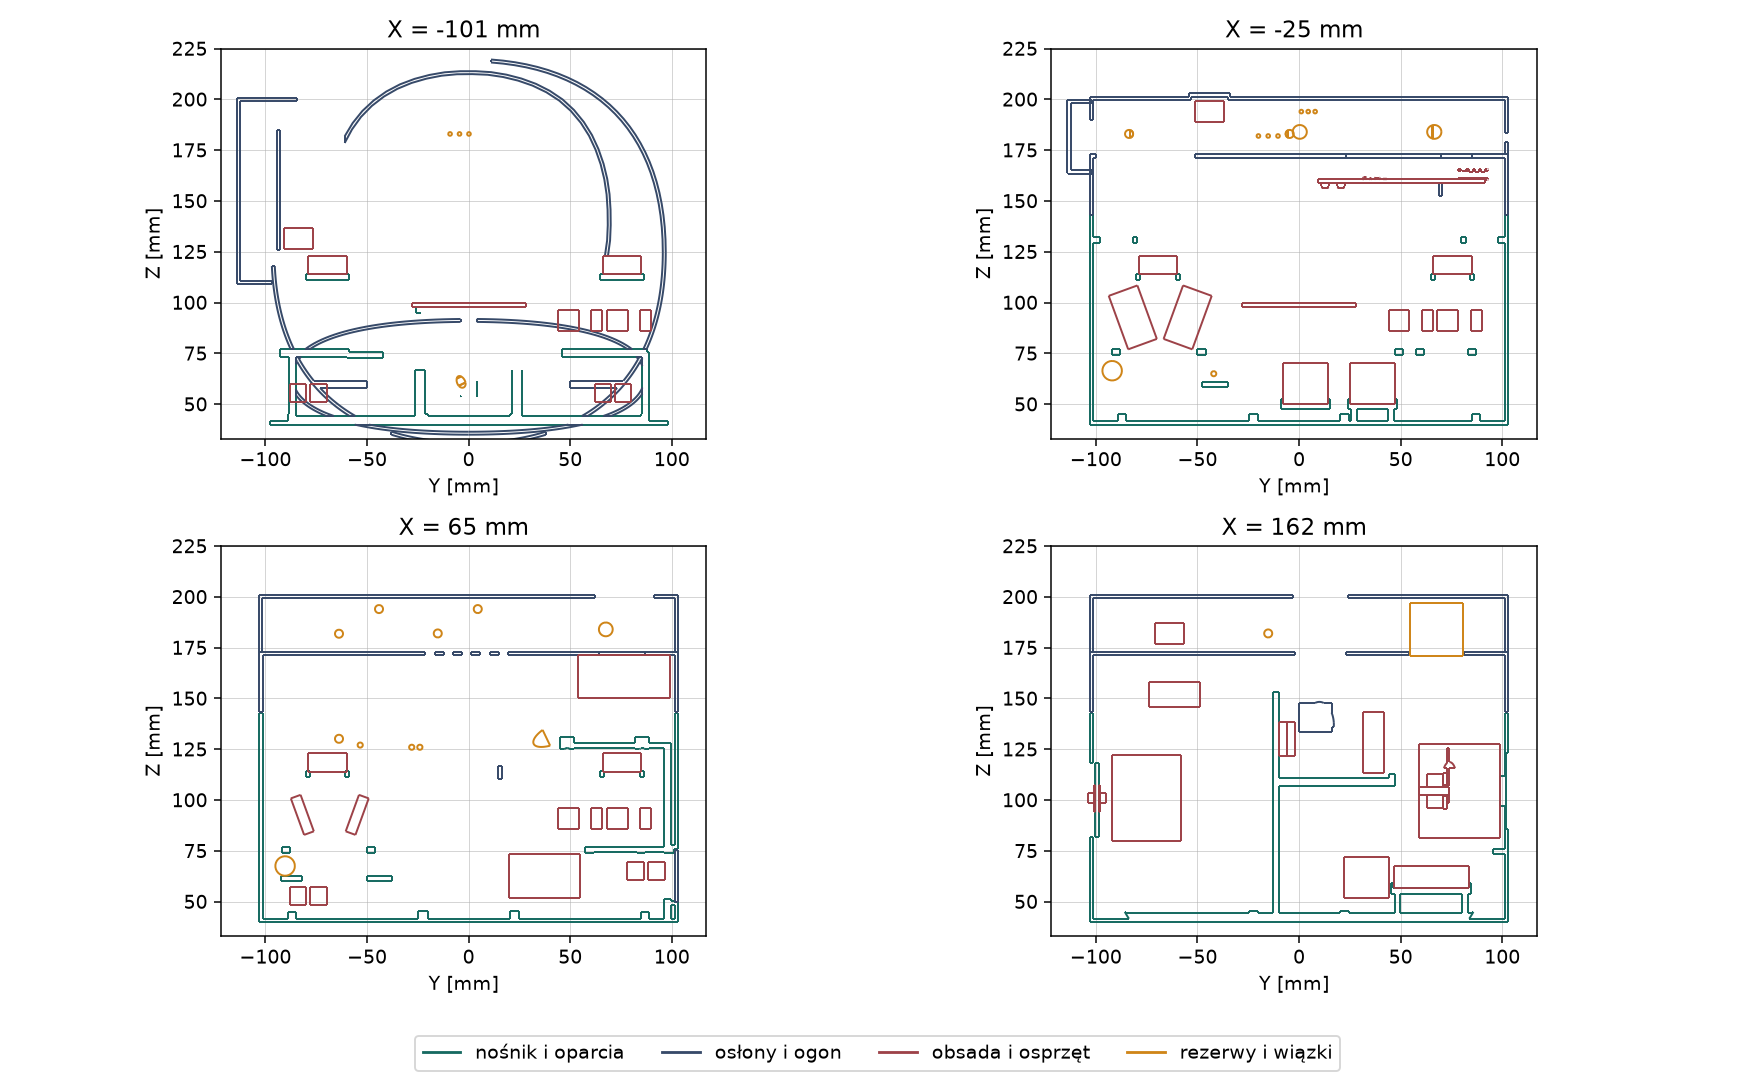 X = -101 mm
X = -25 mm
225
200
175
150
125
100
75
50
Z [mm]
−100 −50 0 50 100
Y [mm]
225
200
175
150
125
100
75
50
Z [mm]
−100 −50 0 50 100
Y [mm]
X = 65 mm
X = 162 mm
225
200
175
150
125
100
75
50
Z [mm]
−100 −50 0 50 100
Y [mm]
225
200
175
150
125
100
75
50
Z [mm]
−100 −50 0 50 100
Y [mm]
nośnik i oparcia osłony i ogon obsada i osprzęt rezerwy i wiązki